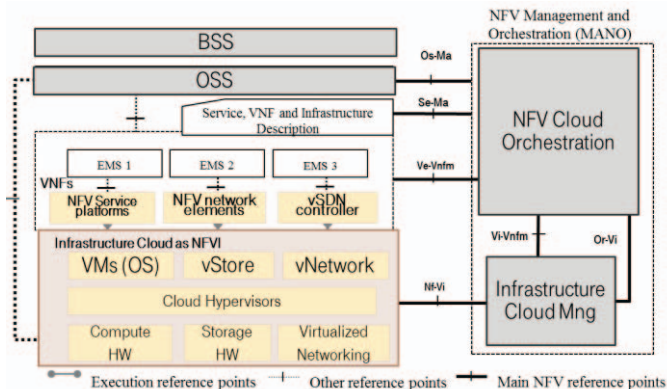 NFV Management and
Orchestration (MANO)
BSS
OSS
Os-Ma
Service, VNF and Infrastructure
Description
Se-Ma
NFV Cloud
Orchestration
EMS 1
EMS 2
EMS 3
VNFs
Ve-Vnfm
NFV Service
platforms
NFV network
elements
vSDN
controller
Infrastructure Cloud as NFVI
Vi-Vnfm
Or-Vi
VMs (OS)
vStore
vNetwork
Cloud Hypervisors
Nf-Vi
Infrastructure
Cloud Mng
Compute
HW
Storage
HW
Virtualized
Networking
Execution reference points
Other reference points
Main NFV reference points